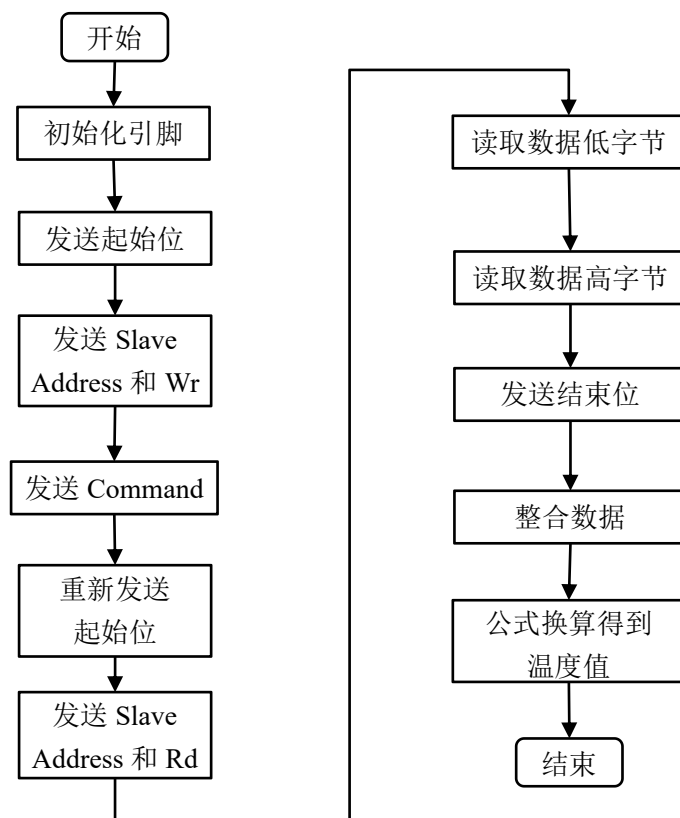 开始
初始化引脚
发送起始位
发送 Slave
Address 和 Wr
发送 Command
重新发送
起始位
发送 Slave
Address 和 Rd
读取数据低字节
读取数据高字节
发送结束位
整合数据
公式换算得到
温度值
结束